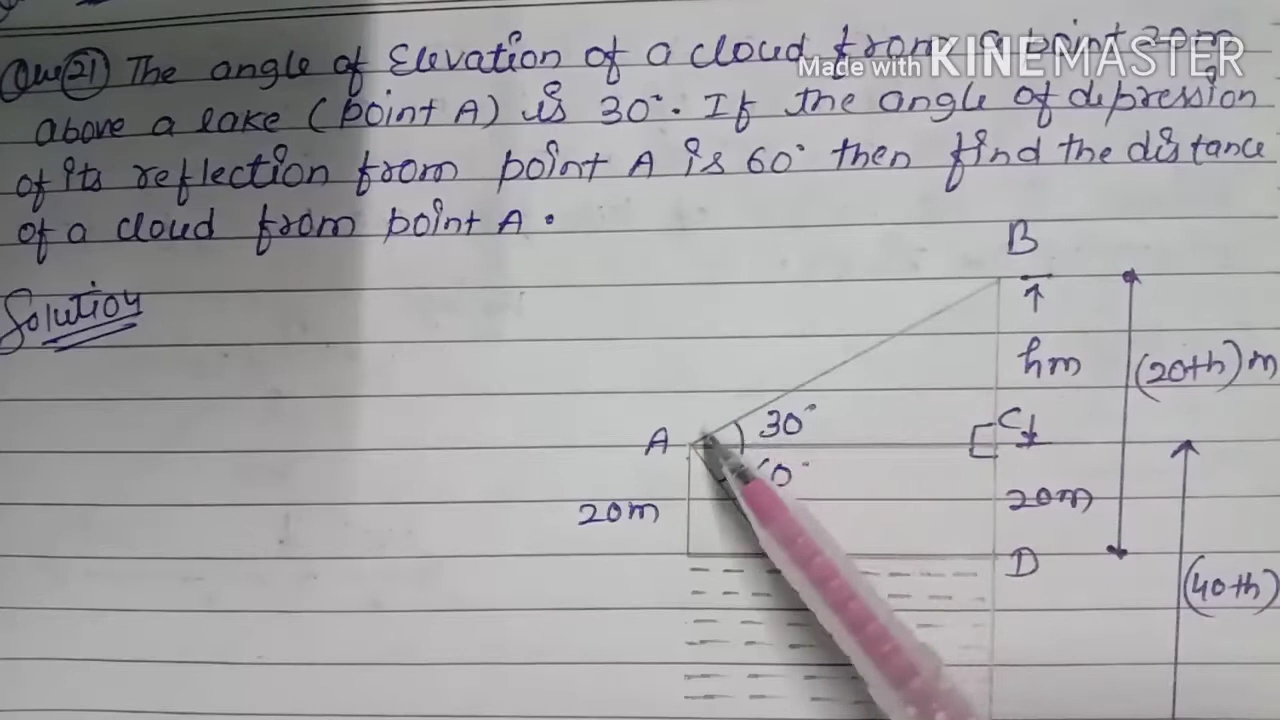 Que 21) The angle of Elevation of a cloud from a point 20m
above a lake (point A) is 30°. If the angle of depression
of its reflection from point A is 60° then find the distance
of a cloud from point A.
Made with KINEMASTER
Solution
B
hm
(20+h)m
A
30°
C
60°
20m
20m
D
(40+h)